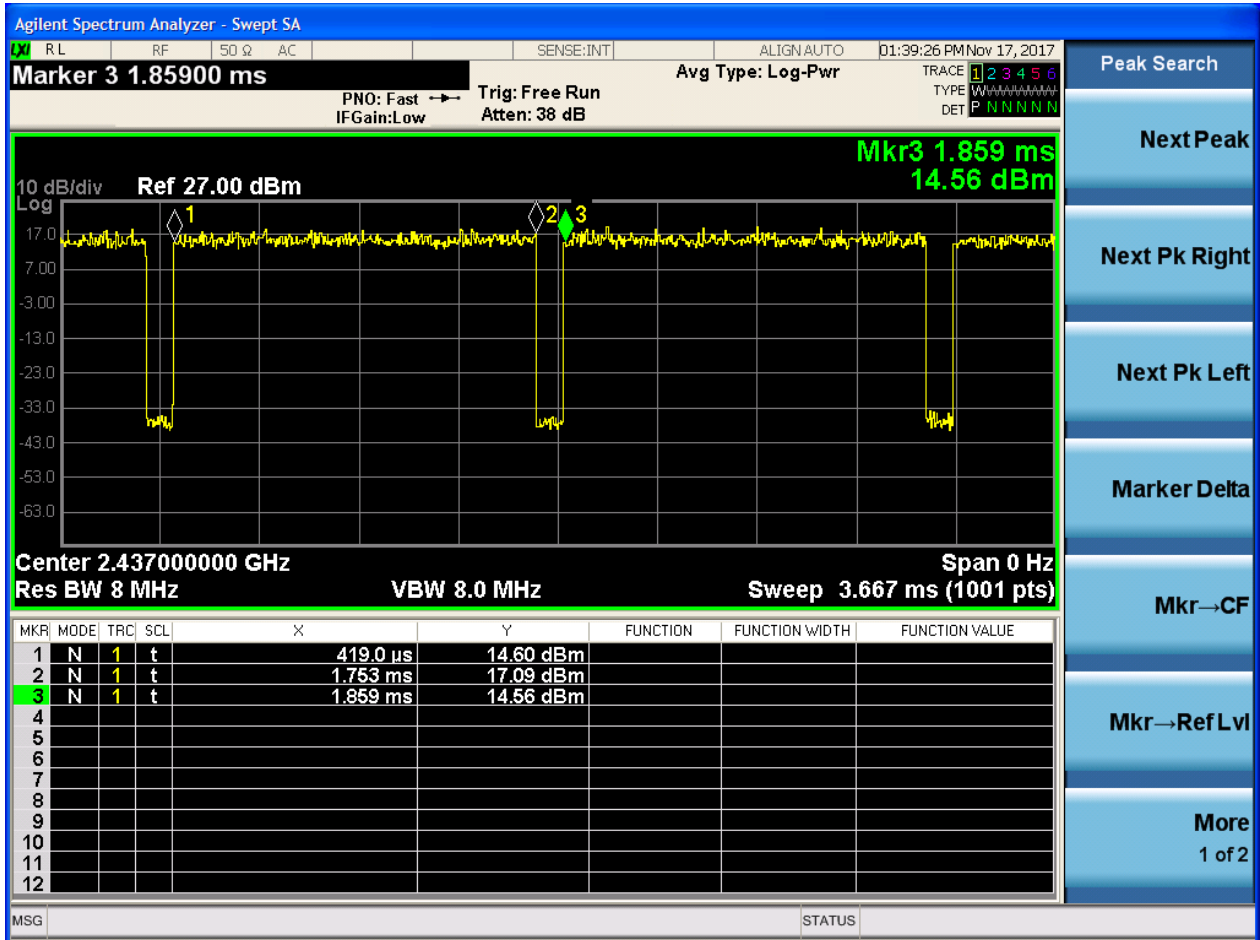 Agilent Spectrum Analyzer - Swept SA
LXI RL RF 50 Ω AC SENSE:INT ALIGN AUTO 01:39:26 PM Nov 17, 2017
Marker 3 1.85900 ms
PNO: Fast
IFGain:Low
Trig: Free Run
Atten: 38 dB
Avg Type: Log-Pwr
TRACE 1 2 3 4 5 6
TYPE WWWWWW
DET P N N N N N
Mkr3 1.859 ms
14.56 dBm
10 dB/div Ref 27.00 dBm
Log
1
2
3
17.0
7.00
-3.00
-13.0
-23.0
-33.0
-43.0
-53.0
-63.0
Center 2.437000000 GHz Span 0 Hz
Res BW 8 MHz VBW 8.0 MHz Sweep 3.667 ms (1001 pts)
MKR MODE TRC SCL X Y FUNCTION FUNCTION WIDTH FUNCTION VALUE
1 N 1 t 419.0 µs 14.60 dBm
2 N 1 t 1.753 ms 17.09 dBm
3 N 1 t 1.859 ms 14.56 dBm
4
5
6
7
8
9
10
11
12
MSG STATUS
Peak Search
Next Peak
Next Pk Right
Next Pk Left
Marker Delta
Mkr→CF
Mkr→Ref Lvl
More
1 of 2